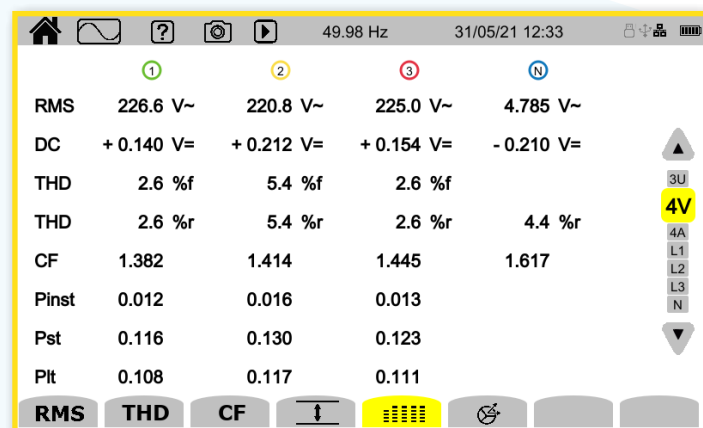 ? 49.98 Hz 31/05/21 12:33
1 2 3 N
RMS 226.6 V~ 220.8 V~ 225.0 V~ 4.785 V~
DC + 0.140 V= + 0.212 V= + 0.154 V= - 0.210 V=
THD 2.6 %f 5.4 %f 2.6 %f
THD 2.6 %r 5.4 %r 2.6 %r 4.4 %r
CF 1.382 1.414 1.445 1.617
Pinst 0.012 0.016 0.013
Pst 0.116 0.130 0.123
Plt 0.108 0.117 0.111
3U
4V
4A
L1
L2
L3
N
RMS THD CF